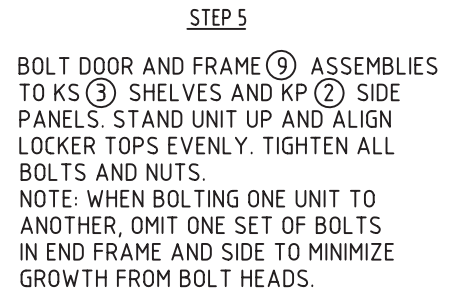 STEP 5
BOLT DOOR AND FRAME ⑨ ASSEMBLIES
TO KS ③ SHELVES AND KP ② SIDE
PANELS. STAND UNIT UP AND ALIGN
LOCKER TOPS EVENLY. TIGHTEN ALL
BOLTS AND NUTS.
NOTE: WHEN BOLTING ONE UNIT TO
ANOTHER, OMIT ONE SET OF BOLTS
IN END FRAME AND SIDE TO MINIMIZE
GROWTH FROM BOLT HEADS.